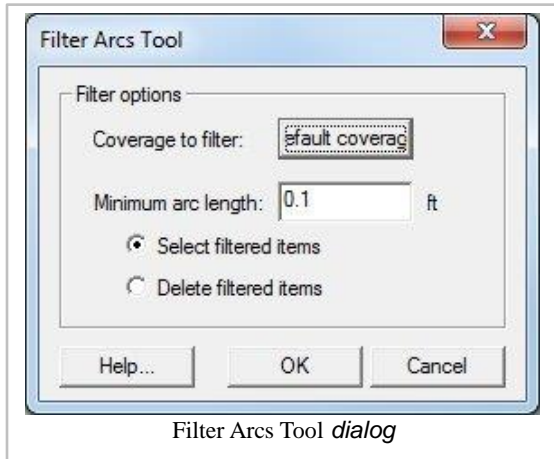 Filter Arcs Tool
Filter options
Coverage to filter: efault coverag
Minimum arc length: 0.1 ft
Select filtered items
Delete filtered items
Help... OK Cancel
Filter Arcs Tool dialog